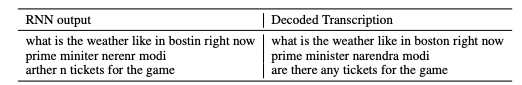 RNN output Decoded Transcription
what is the weather like in bostin right now what is the weather like in boston right now
prime miniter nerenr modi prime minister narendra modi
arther n tickets for the game are there any tickets for the game